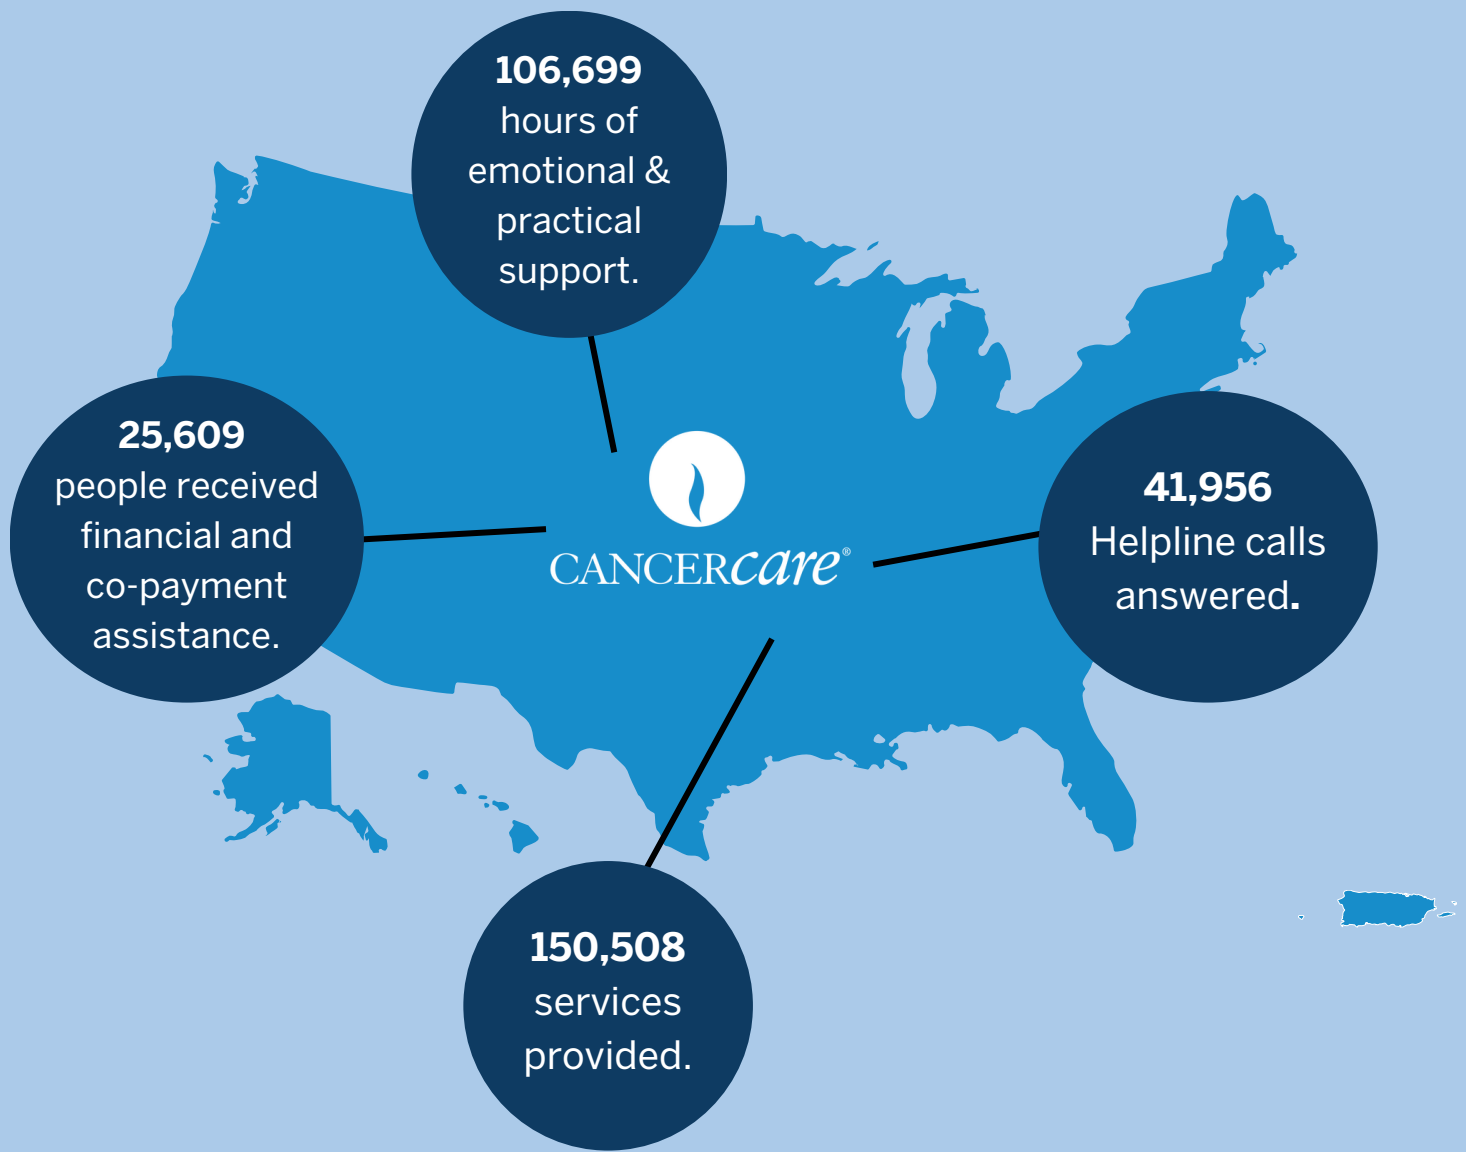 106,699
hours of
emotional &
practical
support.
25,609
people received
financial and
co-payment
assistance.
CANCERcare®
41,956
Helpline calls
answered.
150,508
services
provided.